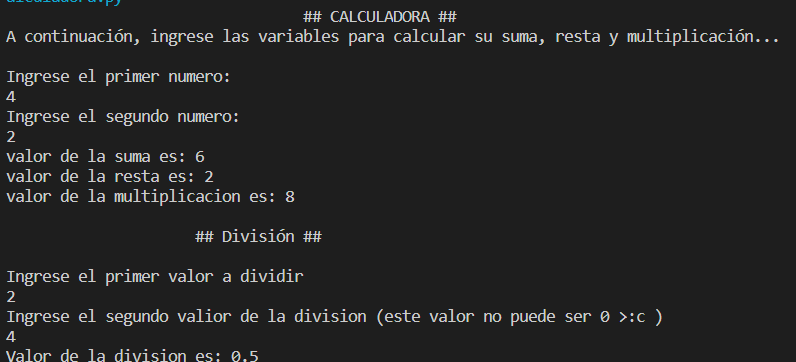 alculadora.py
## CALCULADORA ##
A continuación, ingrese las variables para calcular su suma, resta y multiplicación...
Ingrese el primer numero:
4
Ingrese el segundo numero:
2
valor de la suma es: 6
valor de la resta es: 2
valor de la multiplicacion es: 8
## División ##
Ingrese el primer valor a dividir
2
Ingrese el segundo valior de la division (este valor no puede ser 0 >:c )
4
Valor de la division es: 0.5